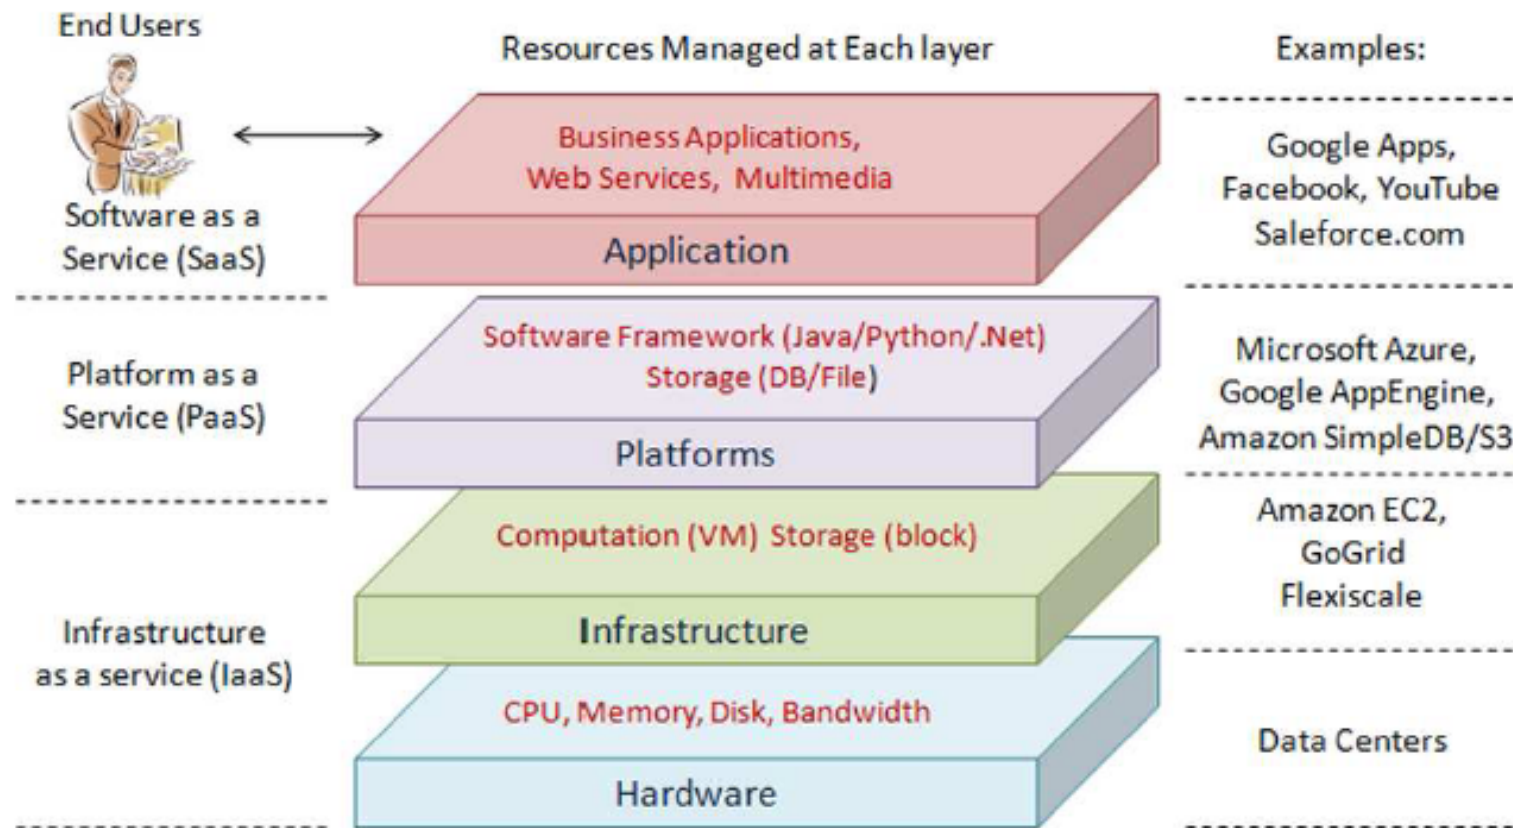 End Users
Resources Managed at Each layer
Examples:
Business Applications,
Web Services, Multimedia
Application
Software as a
Service (SaaS)
Google Apps,
Facebook, YouTube
Saleforce.com
Software Framework (Java/Python/.Net)
Storage (DB/File)
Platforms
Platform as a
Service (PaaS)
Microsoft Azure,
Google AppEngine,
Amazon SimpleDB/S3
Computation (VM) Storage (block)
Infrastructure
Amazon EC2,
GoGrid
Flexiscale
Infrastructure
as a service (IaaS)
CPU, Memory, Disk, Bandwidth
Hardware
Data Centers